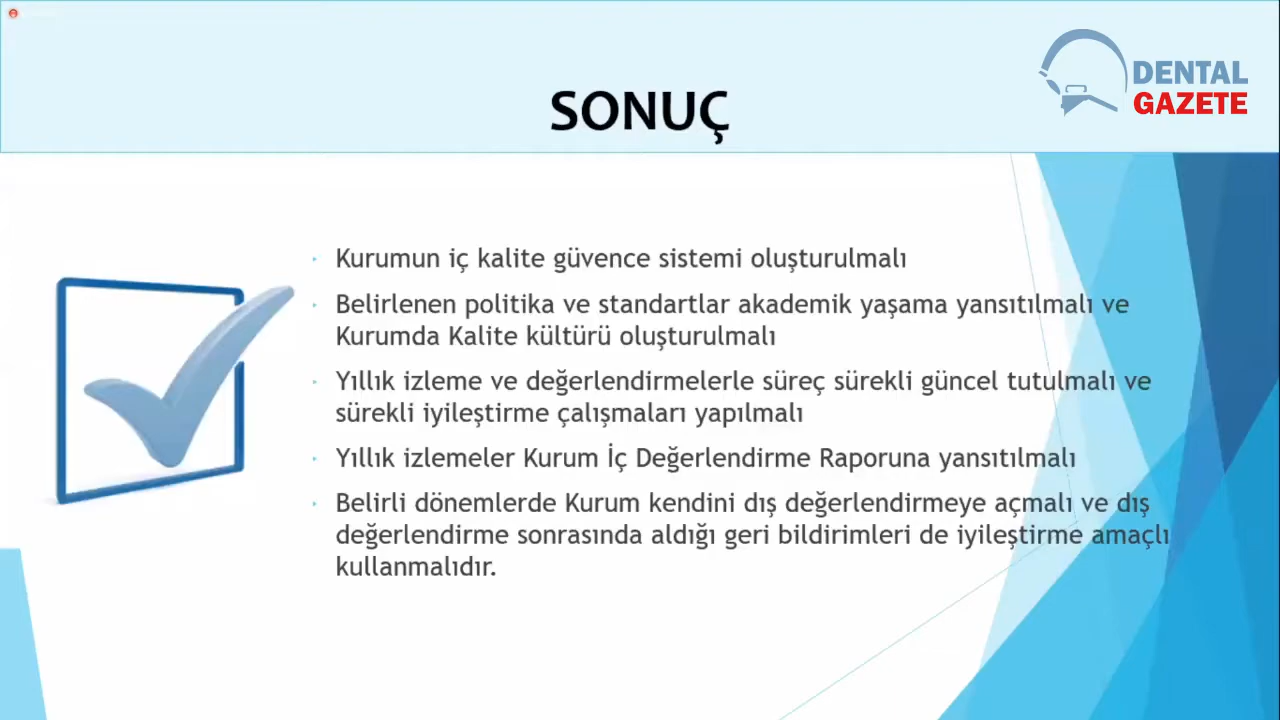 DENTAL
GAZETE
SONUÇ
Kurumun iç kalite güvence sistemi oluşturulmalı
Belirlenen politika ve standartlar akademik yaşama yansıtılmalı ve
Kurumda Kalite kültürü oluşturulmalı
Yıllık izleme ve değerlendirmelerle süreç sürekli güncel tutulmalı ve
sürekli iyileştirme çalışmaları yapılmalı
Yıllık izlemeler Kurum İç Değerlendirme Raporuna yansıtılmalı
Belirli dönemlerde Kurum kendini dış değerlendirmeye açmalı ve dış
değerlendirme sonrasında aldığı geri bildirimleri de iyileştirme amaçlı
kullanmalıdır.